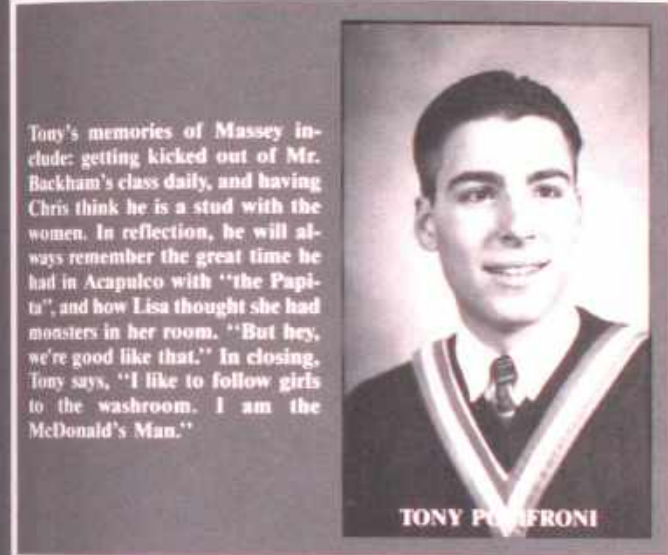 Tony's memories of Massey in-
clude: getting kicked out of Mr.
Backham's class daily, and having
Chris think he is a stud with the
women. In reflection, he will al-
ways remember the great time he
had in Acapulco with "the Papi-
ta", and how Lisa thought she had
monsters in her room. "But hey,
we're good like that." In closing,
Tony says, "I like to follow girls
to the washroom. I am the
McDonald's Man."
TONY